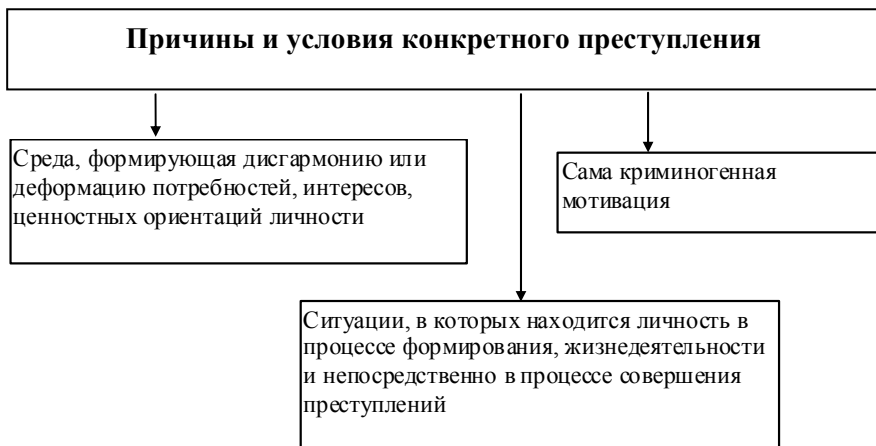 Причины и условия конкретного преступления
Среда, формирующая дисгармонию или
деформацию потребностей, интересов,
ценностных ориентаций личности
Сама криминогенная
мотивация
Ситуации, в которых находится личность в
процессе формирования, жизнедеятельности
и непосредственно в процессе совершения
преступлений